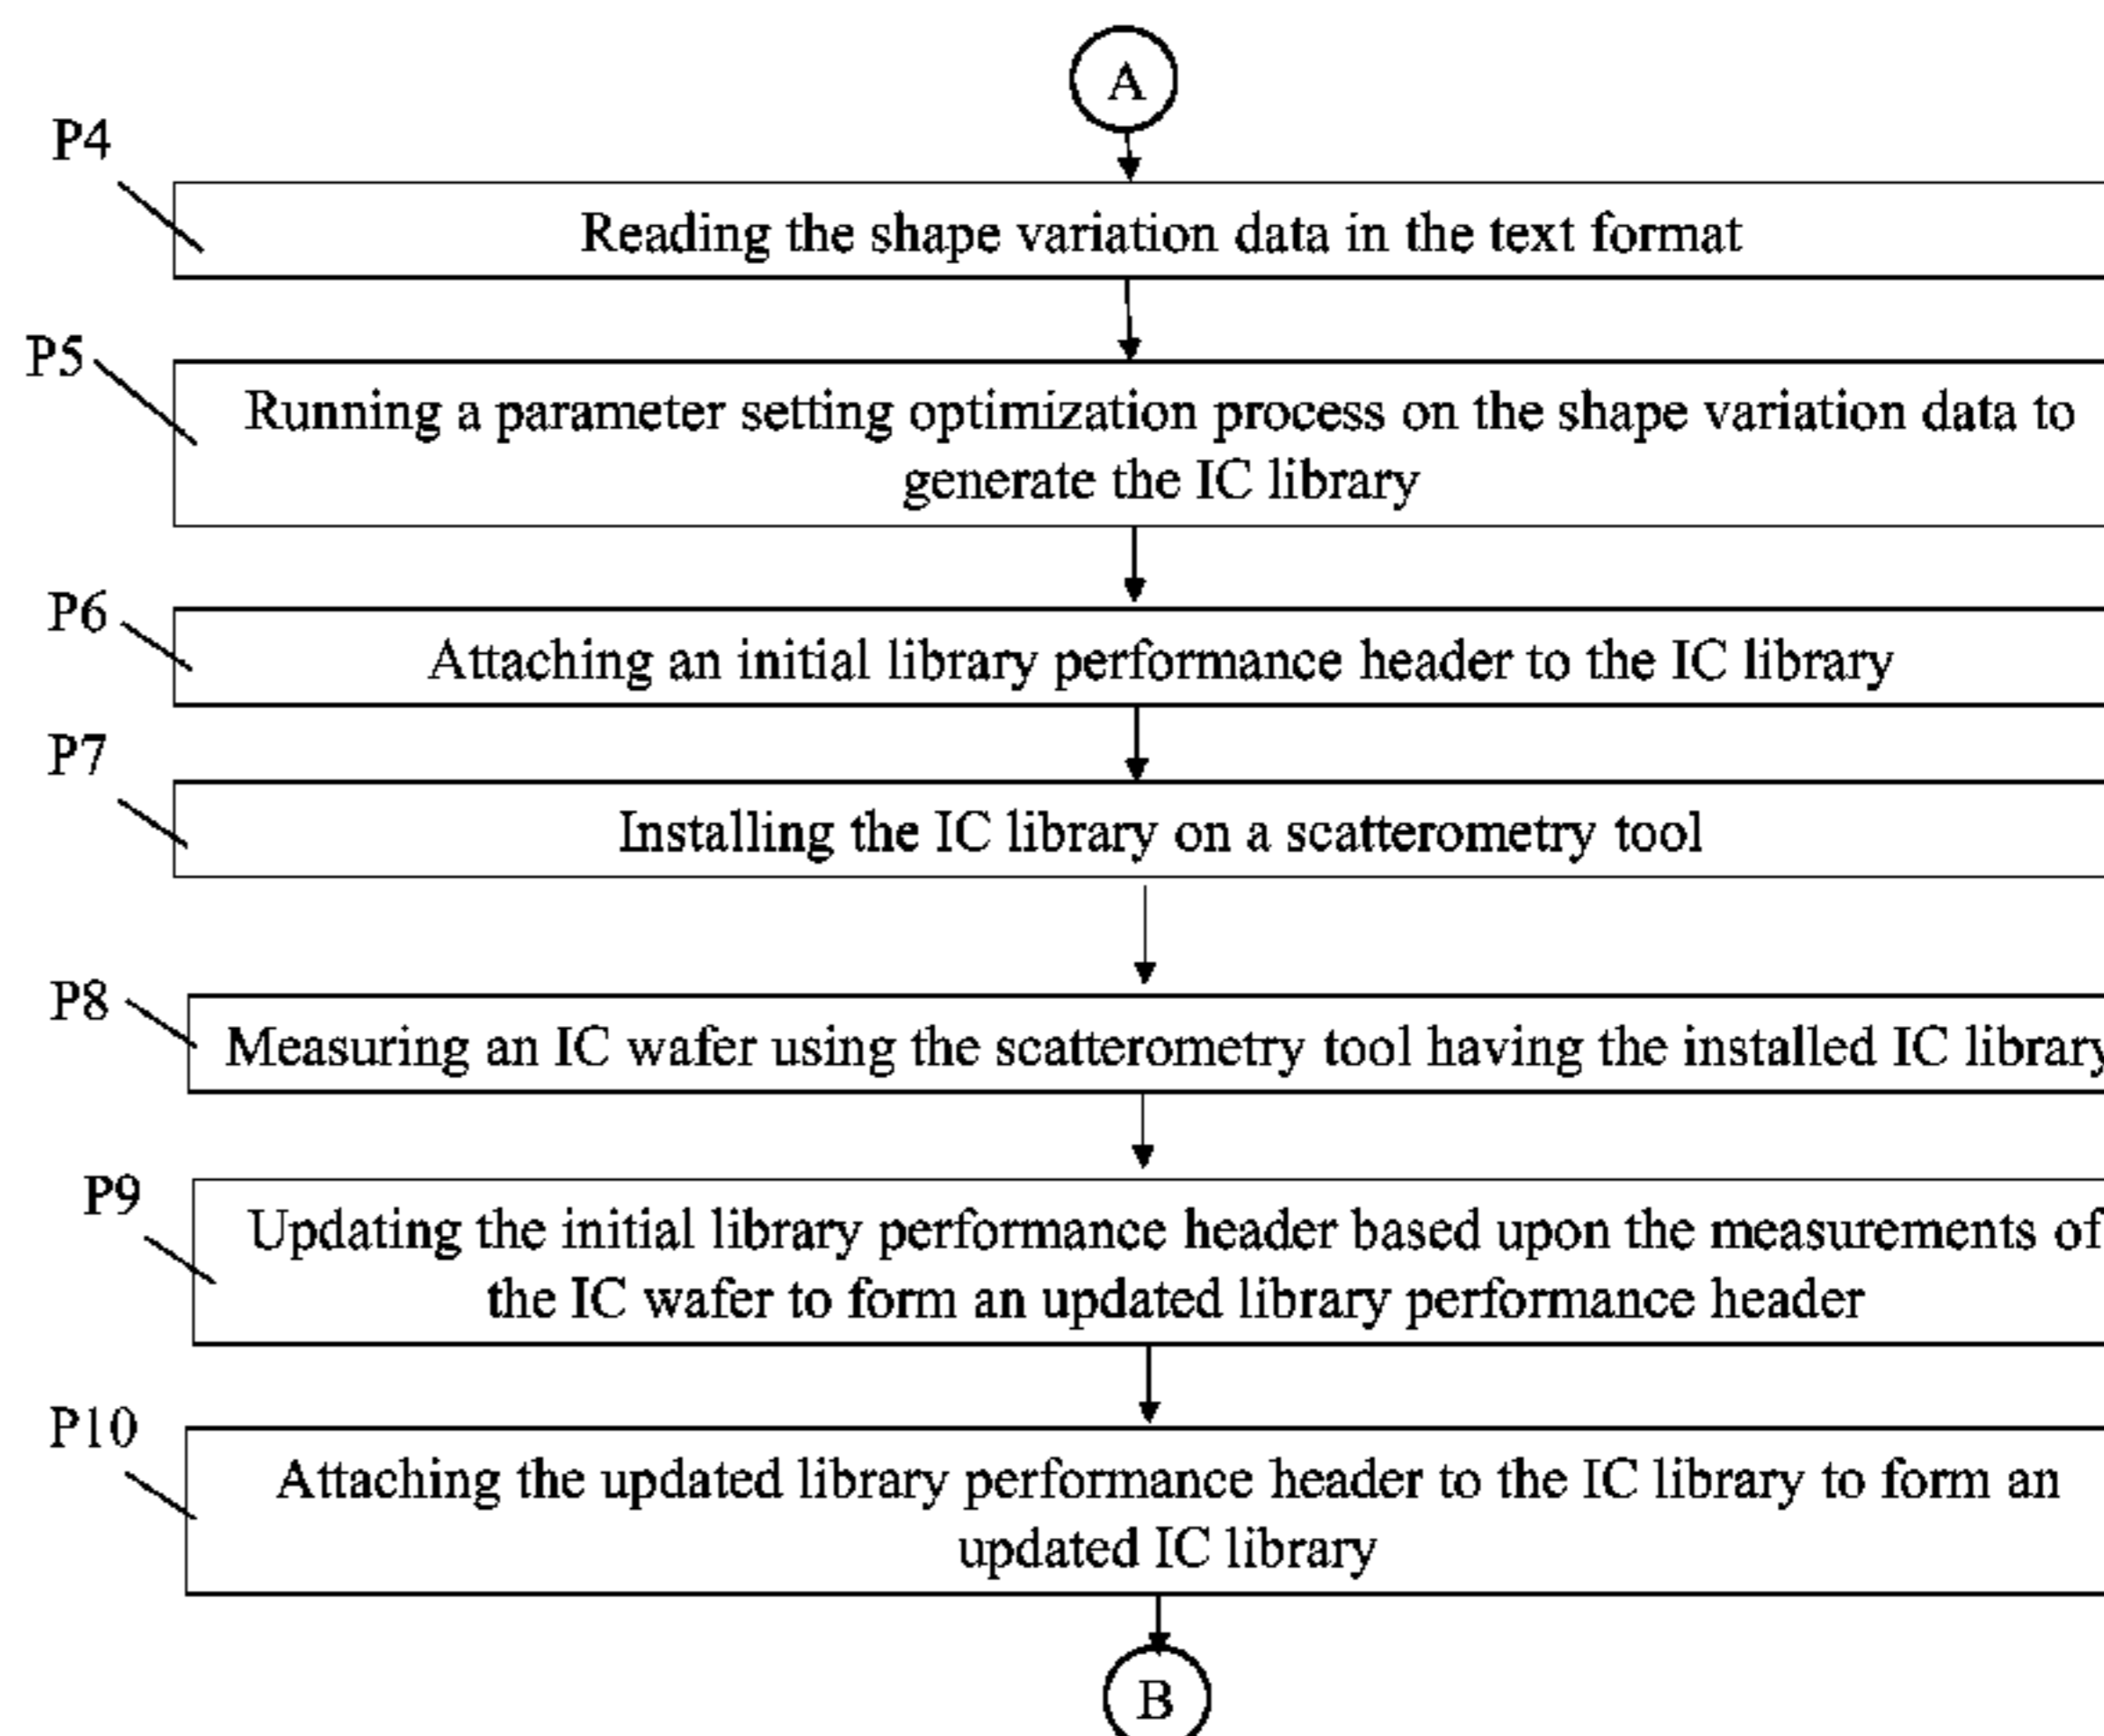 A
P4
Reading the shape variation data in the text format
P5
Running a parameter setting optimization process on the shape variation data to
generate the IC library
P6
Attaching an initial library performance header to the IC library
P7
Installing the IC library on a scatterometry tool
P8
Measuring an IC wafer using the scatterometry tool having the installed IC library
P9
Updating the initial library performance header based upon the measurements of
the IC wafer to form an updated library performance header
P10
Attaching the updated library performance header to the IC library to form an
updated IC library
B